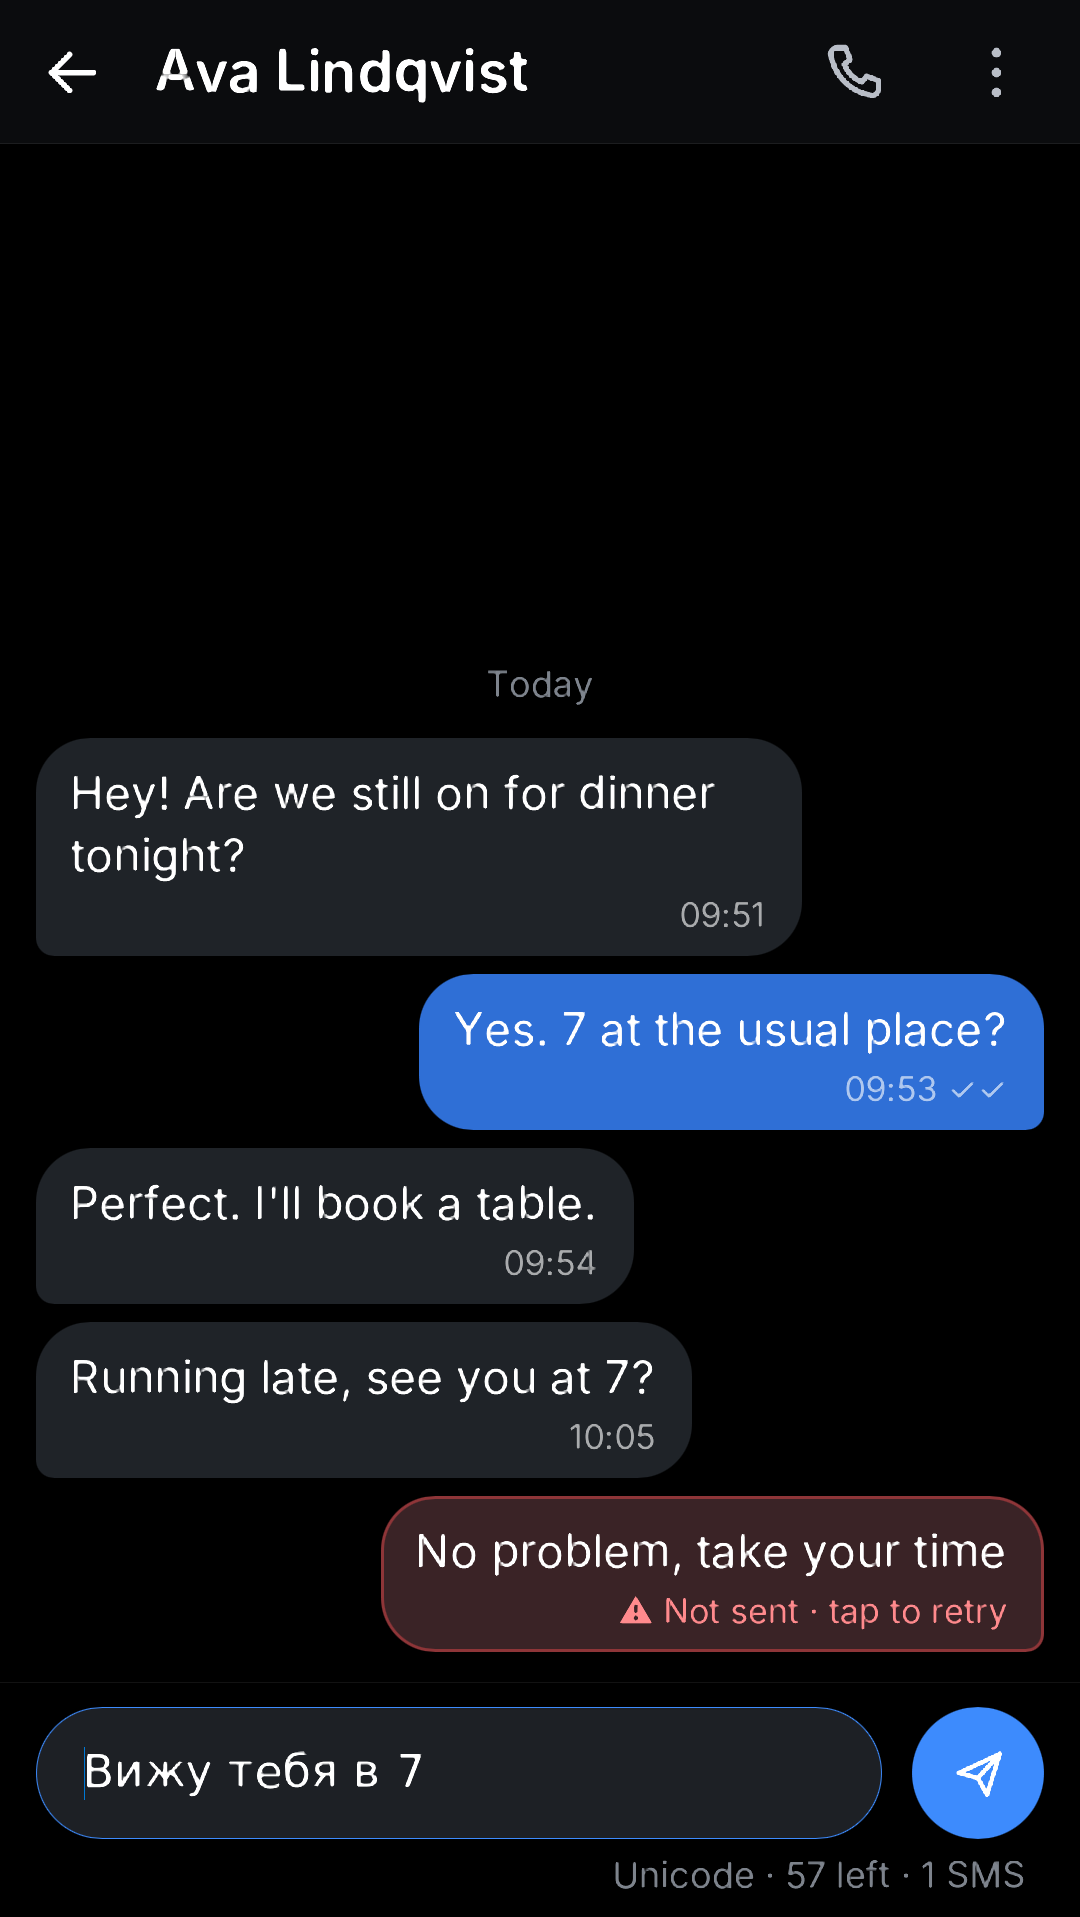 Ava Lindqvist
Today
Hey! Are we still on for dinner
tonight?
09:51
Yes. 7 at the usual place?
09:53
Perfect. I'll book a table.
09:54
Running late, see you at 7?
10:05
No problem, take your time
Not sent · tap to retry
Вижу тебя в 7
Unicode · 57 left · 1 SMS